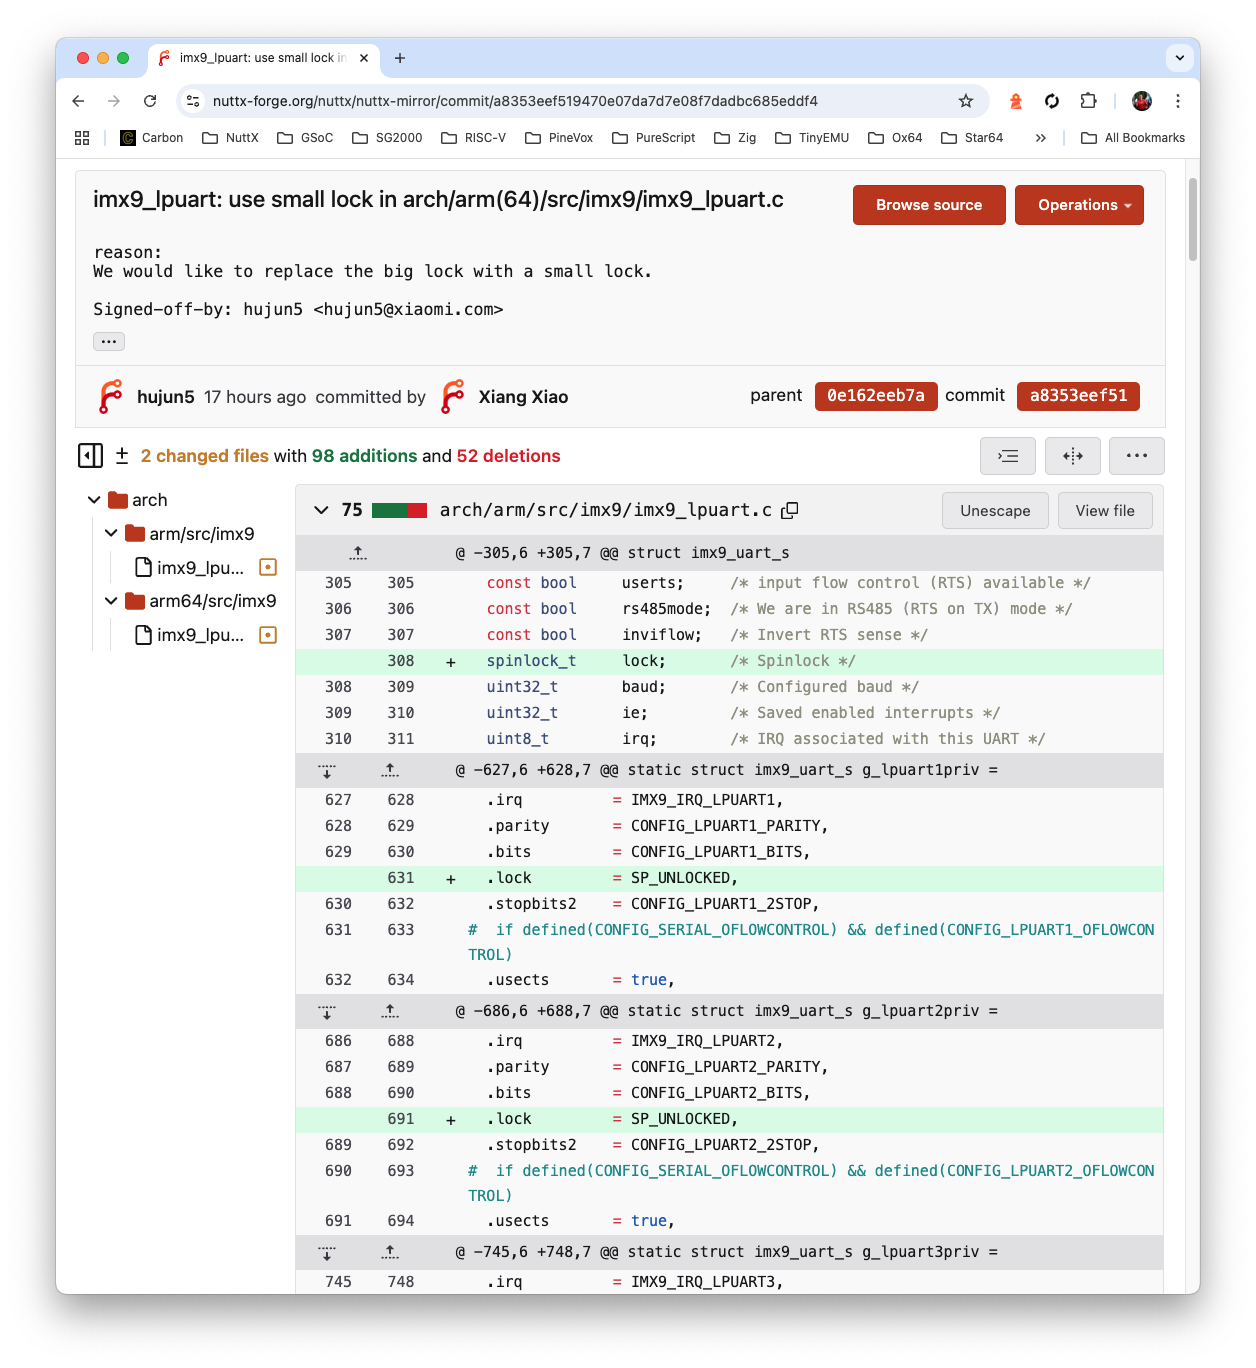 imx9_lpuart: use small lock in
nuttx-forge.org/nuttx/nuttx-mirror/commit/a8353eef519470e07da7d7e08f7dadbc685eddf4
Carbon NuttX GSoC SG2000 RISC-V PineVox PureScript Zig TinyEMU Ox64 Star64 » All Bookmarks
imx9_lpuart: use small lock in arch/arm(64)/src/imx9/imx9_lpuart.c
Browse source Operations
reason:
We would like to replace the big lock with a small lock.
Signed-off-by: hujun5 <hujun5@xiaomi.com>
...
hujun5 17 hours ago committed by Xiang Xiao parent 0e162eeb7a commit a8353eef51
2 changed files with 98 additions and 52 deletions
arch
arm/src/imx9
imx9_lpu...
arm64/src/imx9
imx9_lpu...
75 arch/arm/src/imx9/imx9_lpuart.c Unescape View file
@ -305,6 +305,7 @@ struct imx9_uart_s
305 305 const bool userts; /* input flow control (RTS) available */
306 306 const bool rs485mode; /* We are in RS485 (RTS on TX) mode */
307 307 const bool inviflow; /* Invert RTS sense */
308 + spinlock_t lock; /* Spinlock */
308 309 uint32_t baud; /* Configured baud */
309 310 uint32_t ie; /* Saved enabled interrupts */
310 311 uint8_t irq; /* IRQ associated with this UART */
@ -627,6 +628,7 @@ static struct imx9_uart_s g_lpuart1priv =
627 628 .irq = IMX9_IRQ_LPUART1,
628 629 .parity = CONFIG_LPUART1_PARITY,
629 630 .bits = CONFIG_LPUART1_BITS,
631 + .lock = SP_UNLOCKED,
630 632 .stopbits2 = CONFIG_LPUART1_2STOP,
631 633 # if defined(CONFIG_SERIAL_OFLOWCONTROL) && defined(CONFIG_LPUART1_OFLOWCON
TROL)
632 634 .usects = true,
@ -686,6 +688,7 @@ static struct imx9_uart_s g_lpuart2priv =
686 688 .irq = IMX9_IRQ_LPUART2,
687 689 .parity = CONFIG_LPUART2_PARITY,
688 690 .bits = CONFIG_LPUART2_BITS,
691 + .lock = SP_UNLOCKED,
689 692 .stopbits2 = CONFIG_LPUART2_2STOP,
690 693 # if defined(CONFIG_SERIAL_OFLOWCONTROL) && defined(CONFIG_LPUART2_OFLOWCON
TROL)
691 694 .usects = true,
@ -745,6 +748,7 @@ static struct imx9_uart_s g_lpuart3priv =
745 748 .irq = IMX9_IRQ_LPUART3,